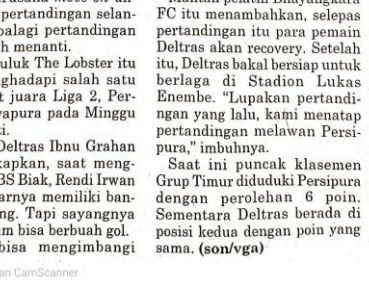 pertandingan selan-
palagi pertandingan
h menanti.
uluk The Lobster itu
ghadapi salah satu
t juara Liga 2, Per-
yapura pada Minggu
i.
Deltras Ibnu Grahan
kapkan, saat meng-
BS Biak, Rendi Irwan
arnya memiliki ban-
ng. Tapi sayangnya
m bisa berbuah gol.
bisa mengimbangi
FC itu menambahkan, selepas
pertandingan itu para pemain
Deltras akan recovery. Setelah
itu, Deltras bakal bersiap untuk
berlaga di Stadion Lukas
Enembe. “Lupakan pertandi-
ngan yang lalu, kami menatap
pertandingan melawan Persi-
pura,” imbuhnya.
Saat ini puncak klasemen
Grup Timur diduduki Persipura
dengan perolehan 6 poin.
Sementara Deltras berada di
posisi kedua dengan poin yang
sama. (son/vga)
an CamScanner